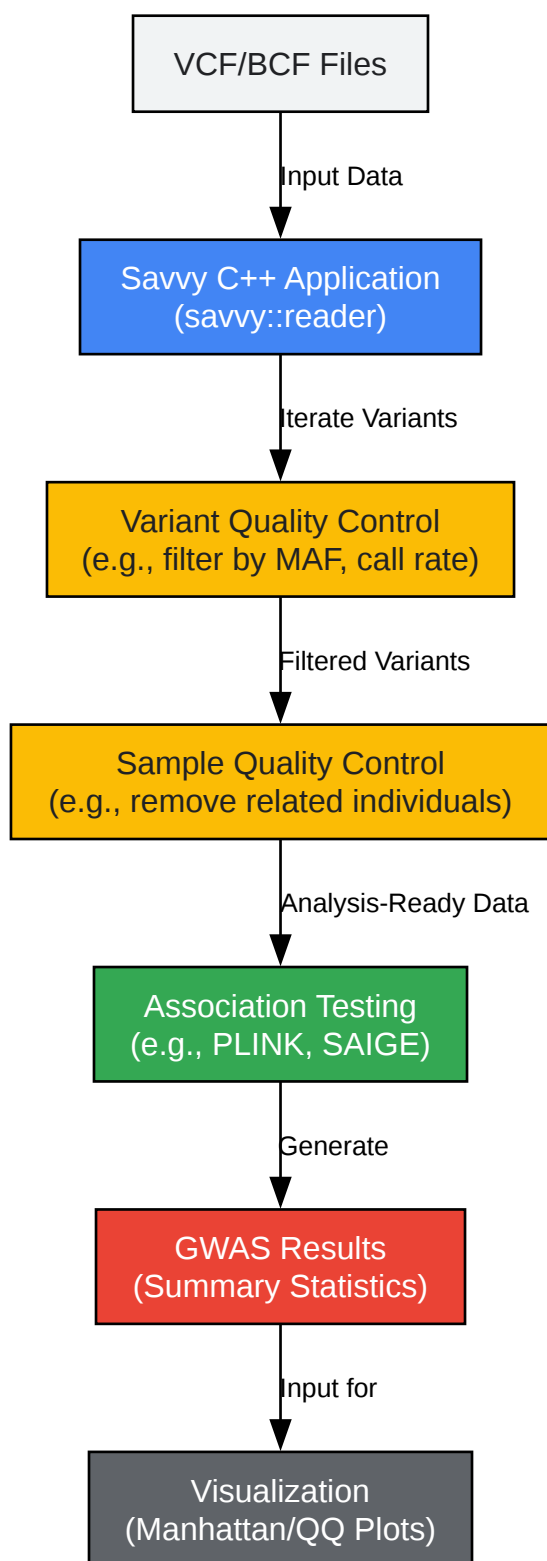 VCF/BCF Files
Input Data
Savvy C++ Application
(savvy::reader)
Iterate Variants
Variant Quality Control
(e.g., filter by MAF, call rate)
Filtered Variants
Sample Quality Control
(e.g., remove related individuals)
Analysis-Ready Data
Association Testing
(e.g., PLINK, SAIGE)
Generate
GWAS Results
(Summary Statistics)
Input for
Visualization
(Manhattan/QQ Plots)